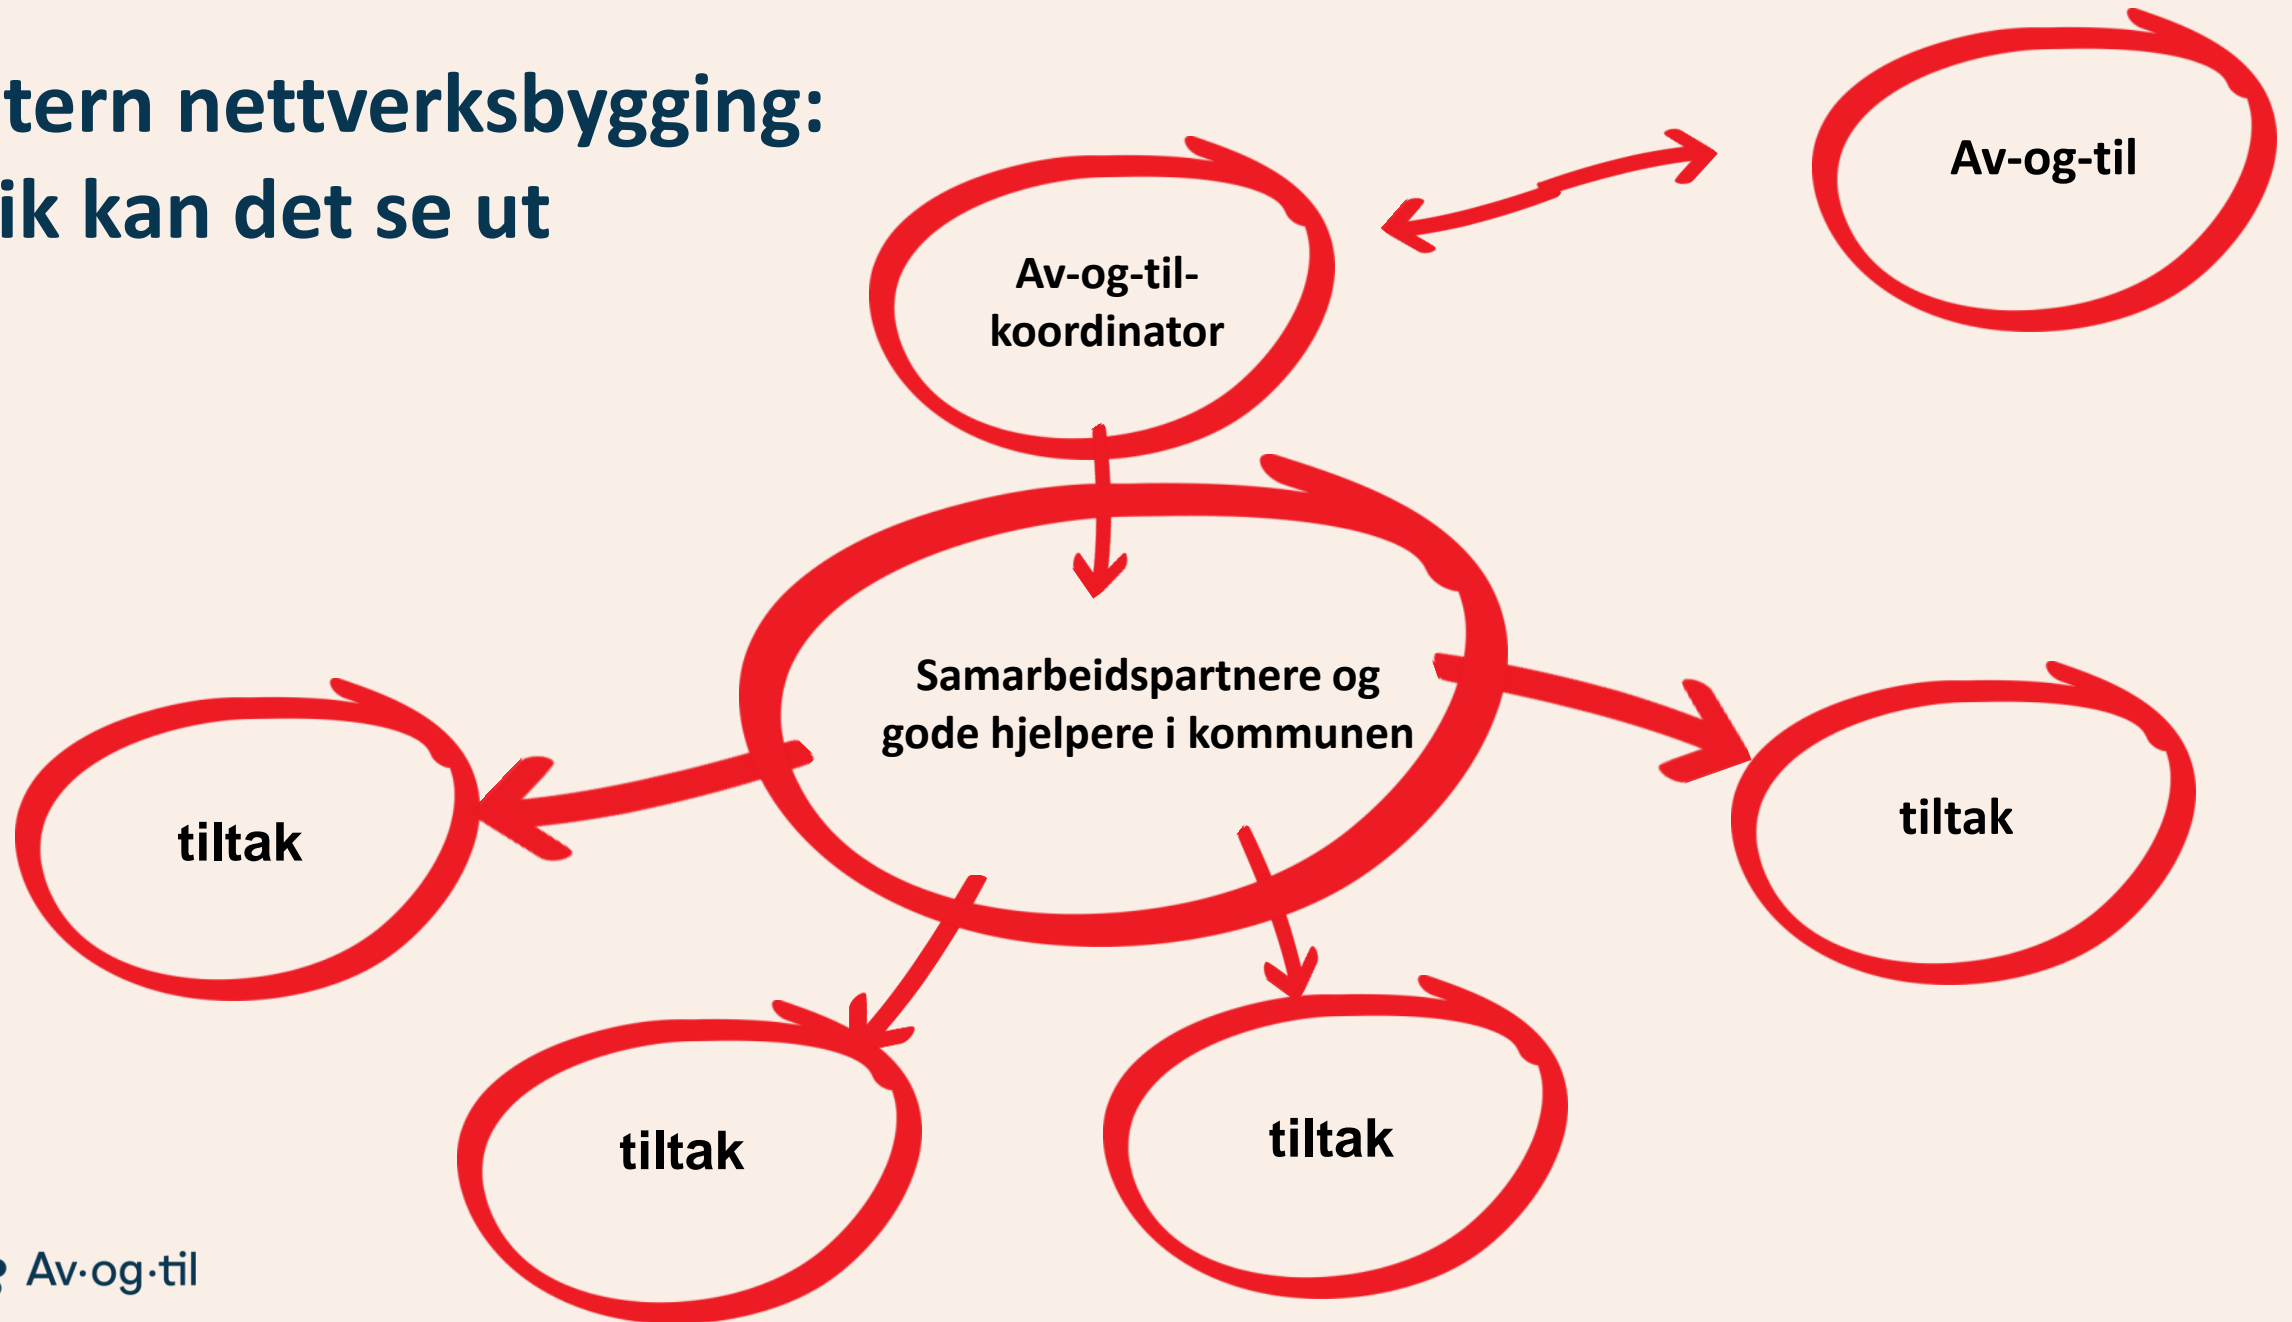 tern nettverksbygging:
ik kan det se ut
Av-og-til
Av-og-til-
koordinator
Samarbeidspartnere og
gode hjelpere i kommunen
tiltak
tiltak
tiltak
tiltak
Av·og·til